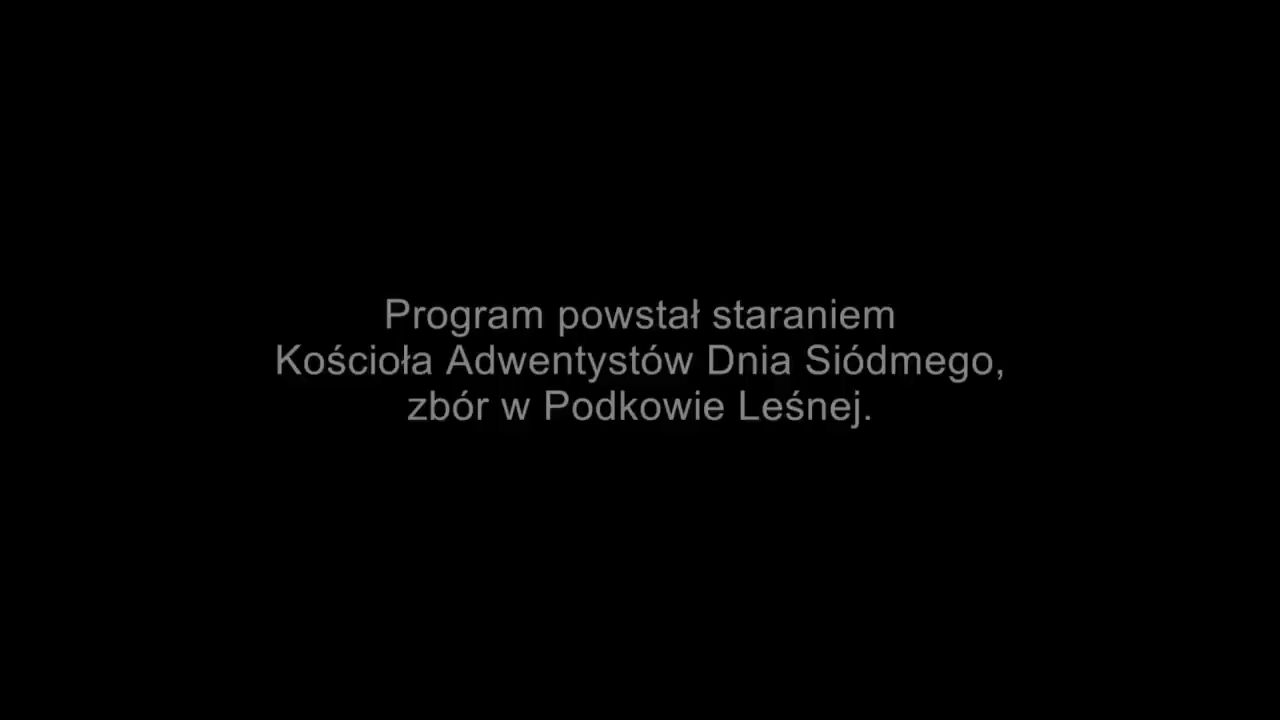 Program powstał staraniem
Kościoła Adwentystów Dnia Siódmego,
zbór w Podkowie Leśnej.